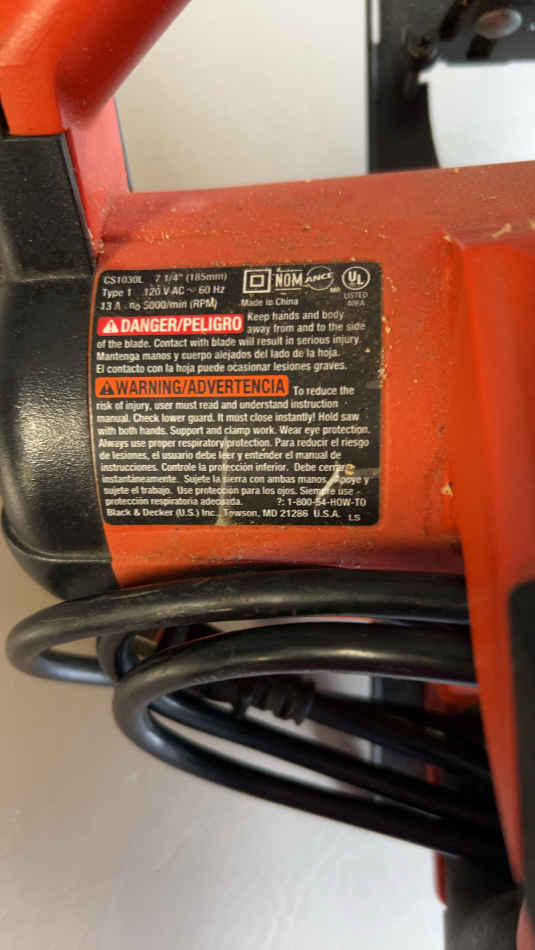 CS1030L 7 1/4" (185mm)
Type 1 120 V AC ~ 60 Hz
13 A no 5000/min (RPM)
NOM ANCE
UL
LISTED
Made in China
DANGER/PELIGRO Keep hands and body
away from and to the side
of the blade. Contact with blade will result in serious injury.
Mantenga manos y cuerpo alejados del lado de la hoja.
El contacto con la hoja puede ocasionar lesiones graves.
WARNING/ADVERTENCIA To reduce the
risk of injury, user must read and understand instruction
manual. Check lower guard. It must close instantly! Hold saw
with both hands. Support and clamp work. Wear eye protection.
Always use proper respiratory protection. Para reducir el riesgo
de lesiones, el usuario debe leer y entender el manual de
instrucciones. Controle la protección inferior. Debe cerrarse
instantáneamente. Sujete la sierra con ambas manos. Apoye y
sujete el trabajo. Use protección para los ojos. Siempre use
protección respiratoria adecuada. ?: 1-800-54-HOW-TO
Black & Decker (U.S.) Inc., Towson, MD 21286 U.S.A. LS